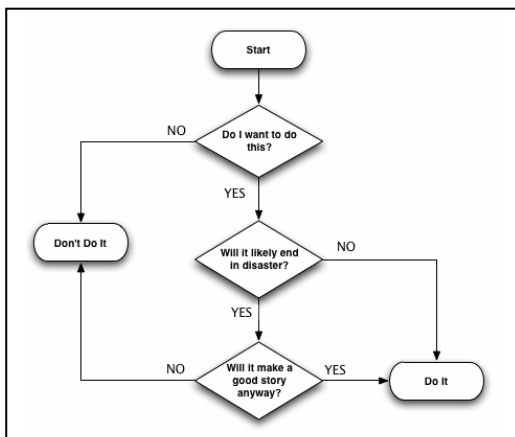 Start
NO
Do I want to do
this?
YES
Don't Do It
Will it likely end
in disaster?
NO
YES
NO
Will it make a
good story
anyway?
YES
Do It